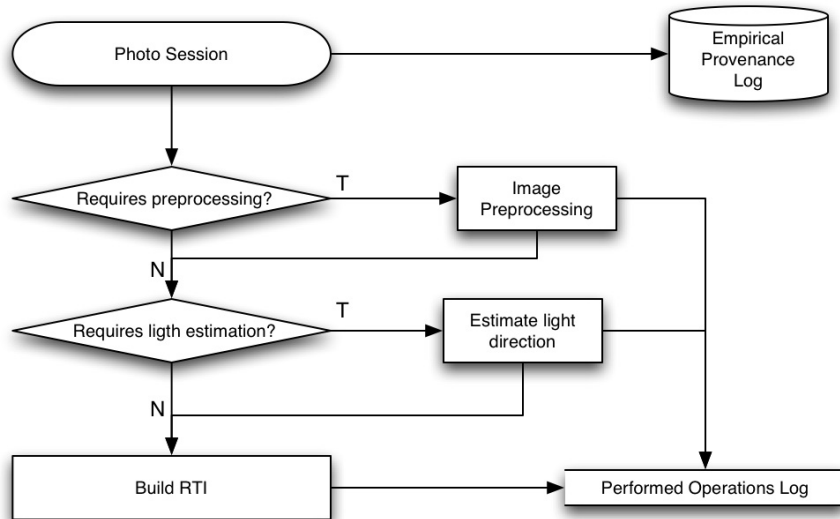 Photo Session
Empirical
Provenance
Log
Requires preprocessing?
T
Image
Preprocessing
N
Requires ligth estimation?
T
Estimate light
direction
N
Build RTI
Performed Operations Log